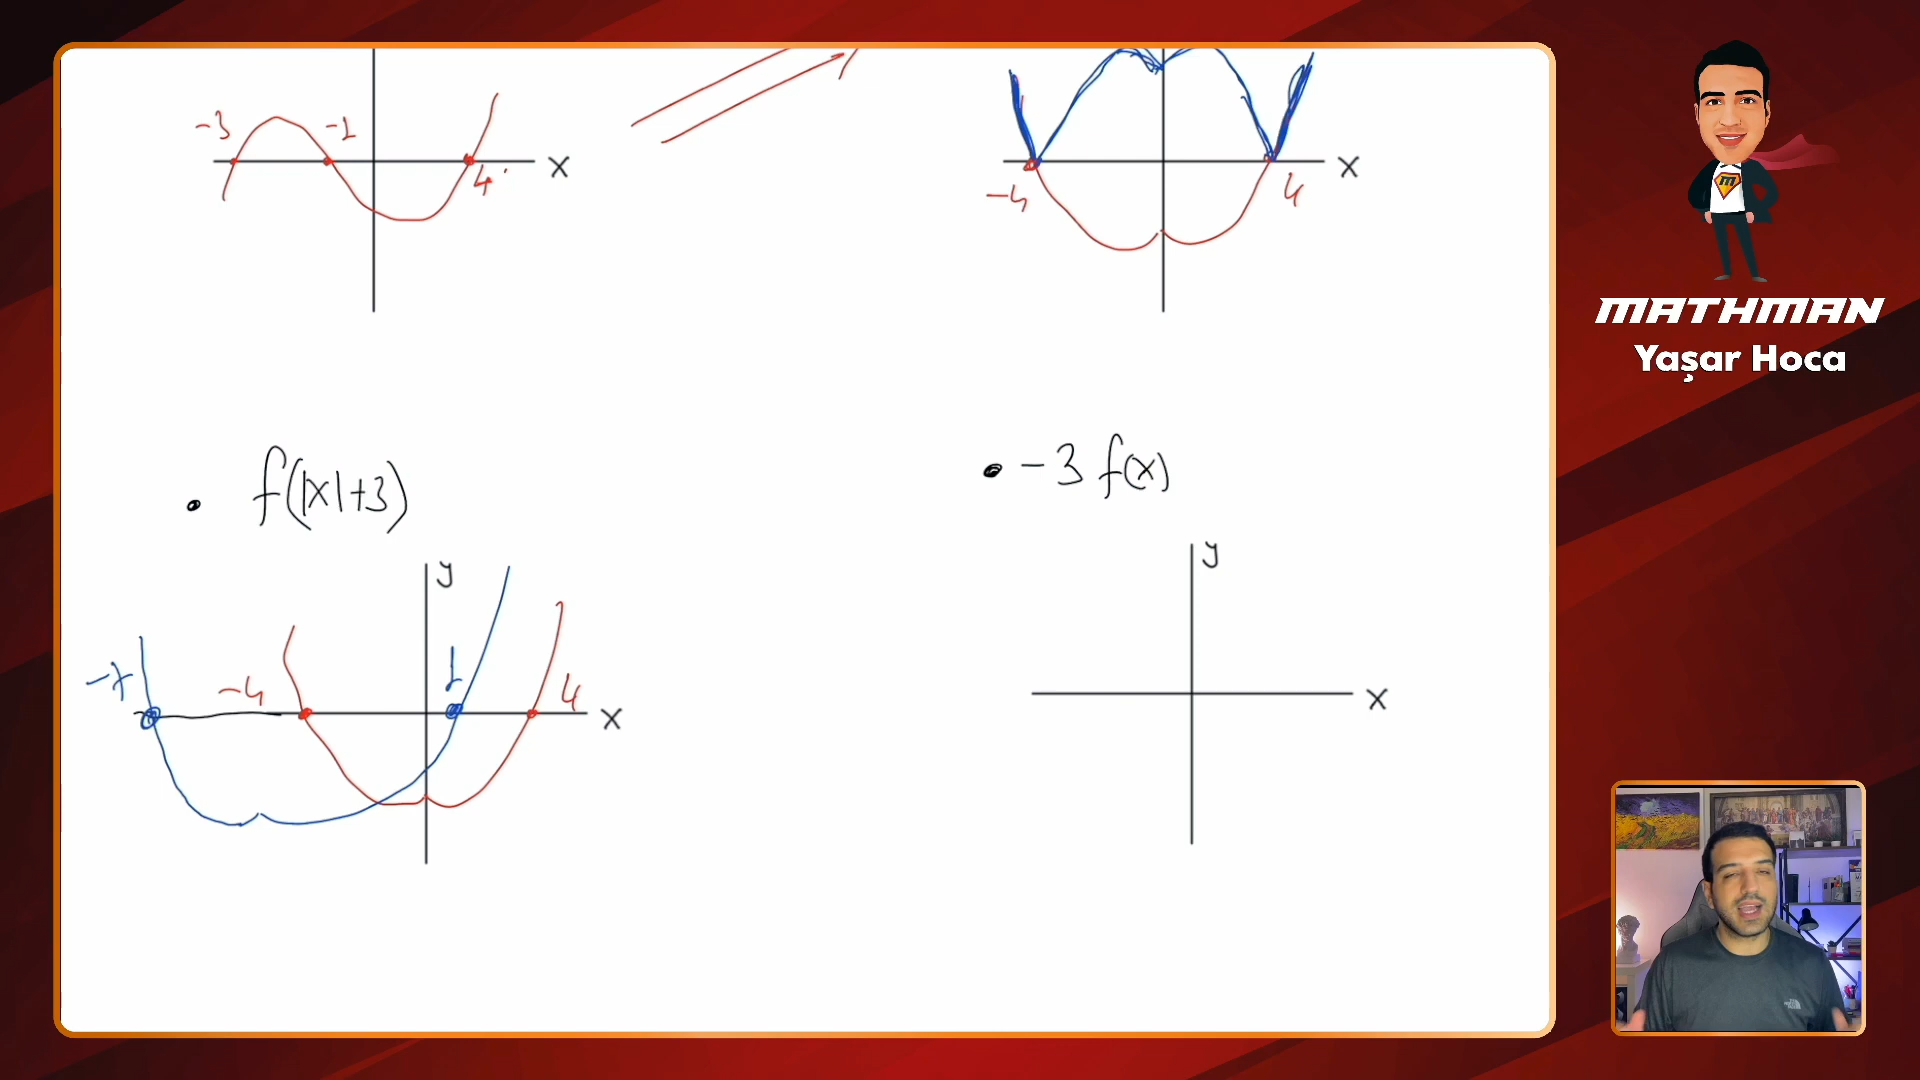 -3
-1
4
x
-4
4
x
MATHMAN
Yaşar Hoca
• f(|x|+3)
• -3 f(x)
y
-7
-4
1
4
x
y
x